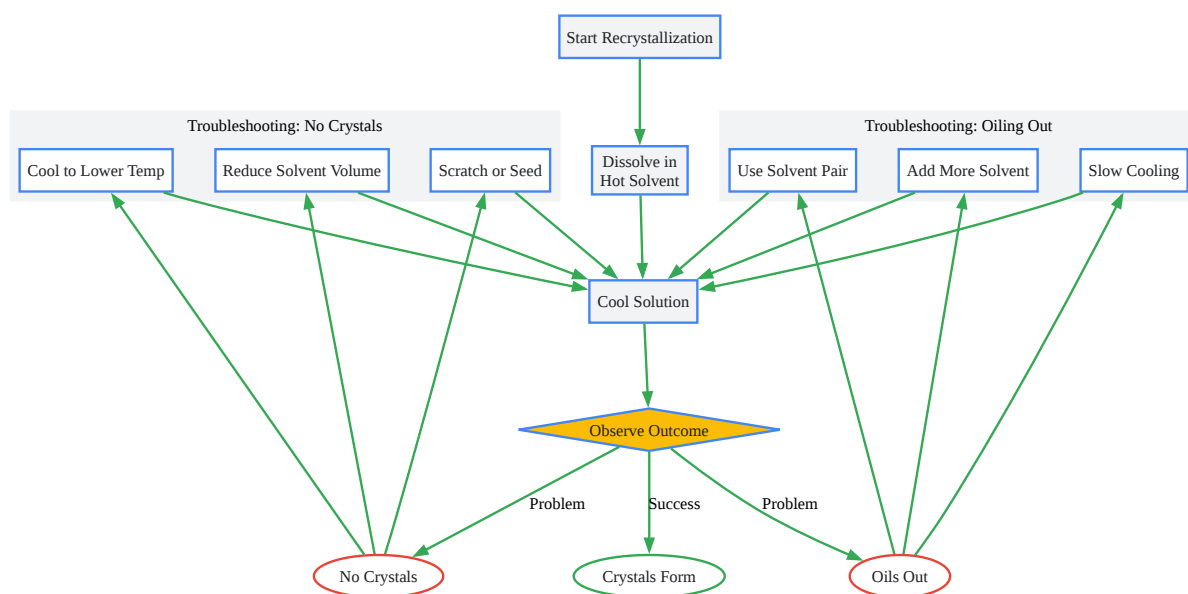 Start Recrystallization
Troubleshooting: No Crystals
Troubleshooting: Oiling Out
Cool to Lower Temp
Reduce Solvent Volume
Scratch or Seed
Dissolve in
Hot Solvent
Use Solvent Pair
Add More Solvent
Slow Cooling
Cool Solution
Observe Outcome
Problem
Success
Problem
No Crystals
Crystals Form
Oils Out